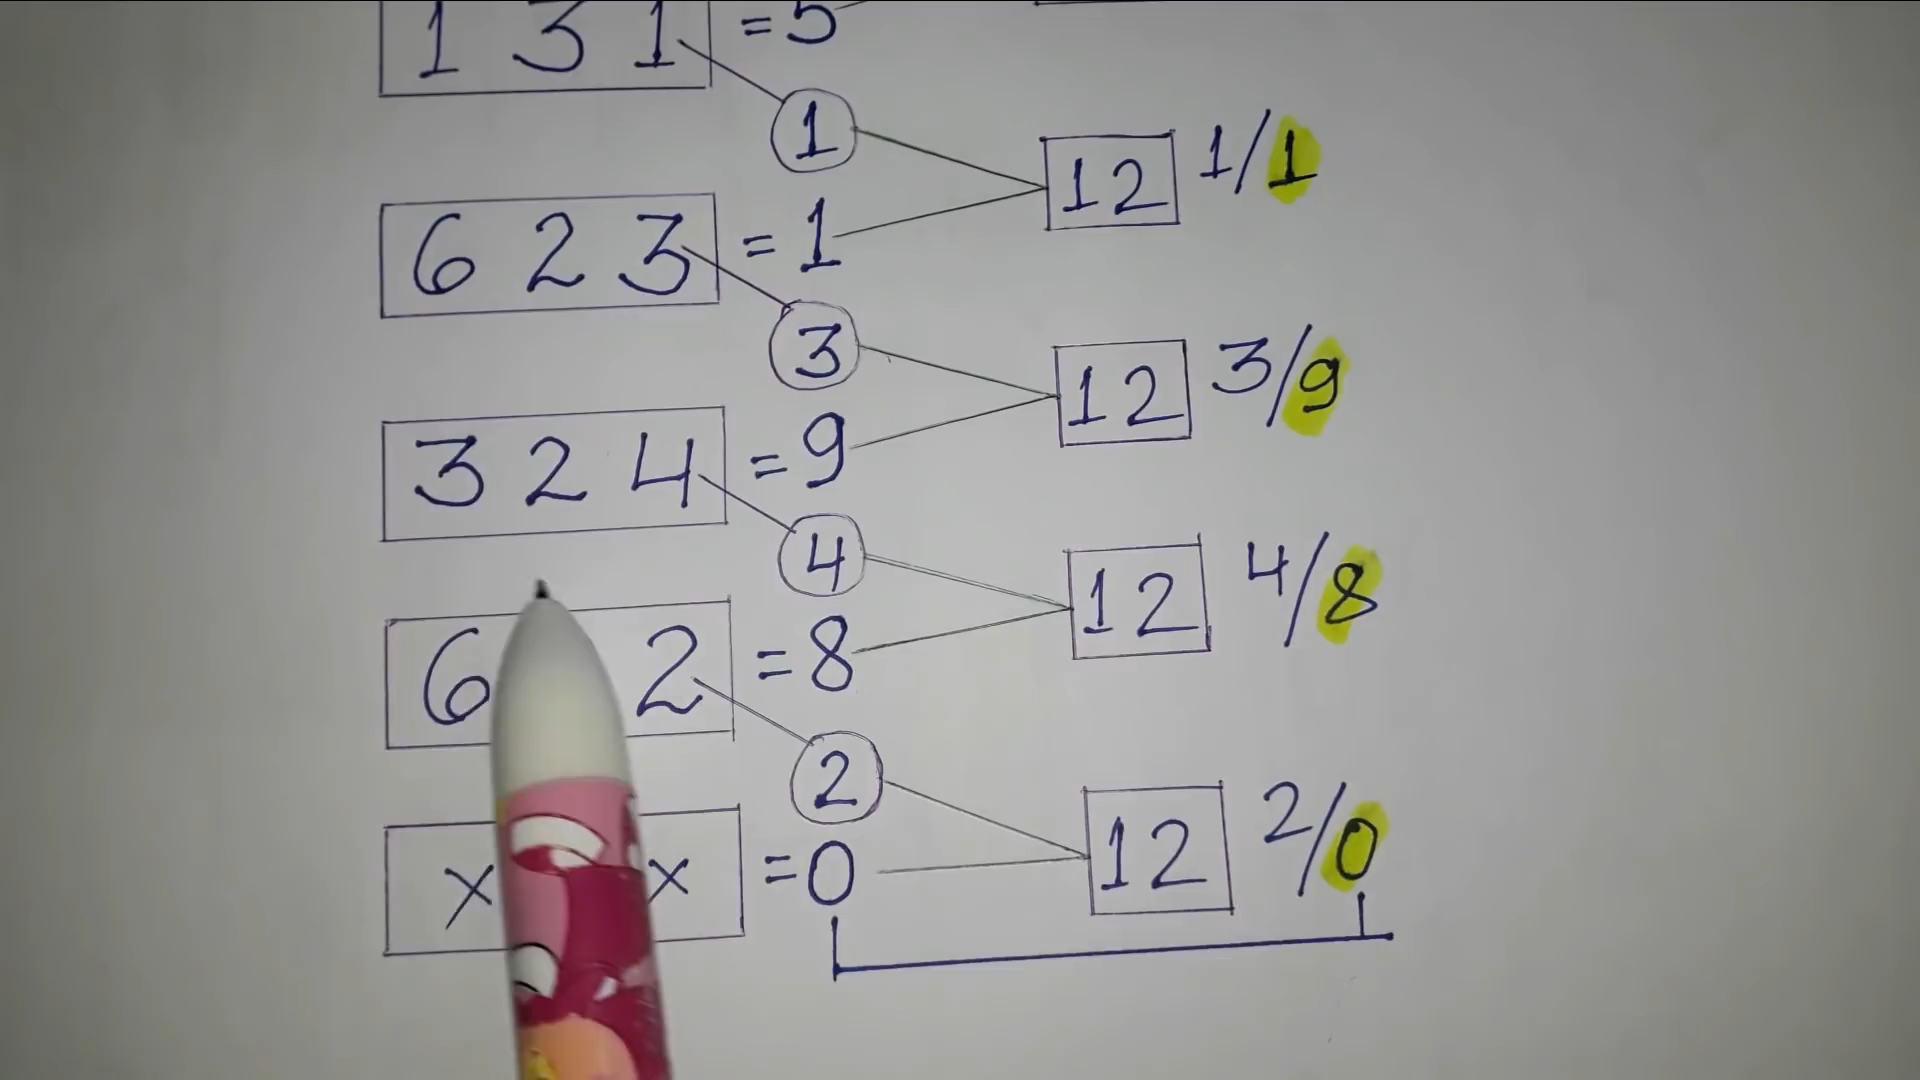 1 3 1 = 5
1
12 1/1
6 2 3 = 1
3
12 3/9
3 2 4 = 9
4
12 4/8
6 2 = 8
2
12 2/0
x x = 0